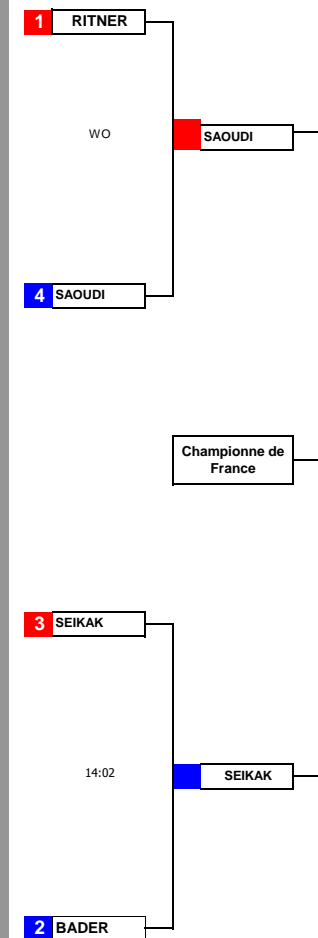 1 RITNER
WO
SAOUDI
4 SAOUDI
Championne de
France
3 SEIKAK
14:02
SEIKAK
2 BADER